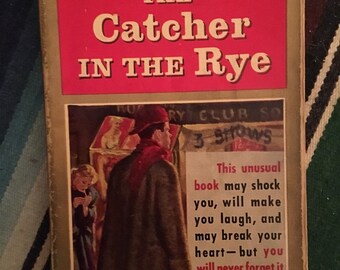 THE
Catcher
IN THE Rye
CLUB 50
3 SHOWS
This unusual
book may shock
you, will make
you laugh, and
may break your
heart—but you
will never forget it